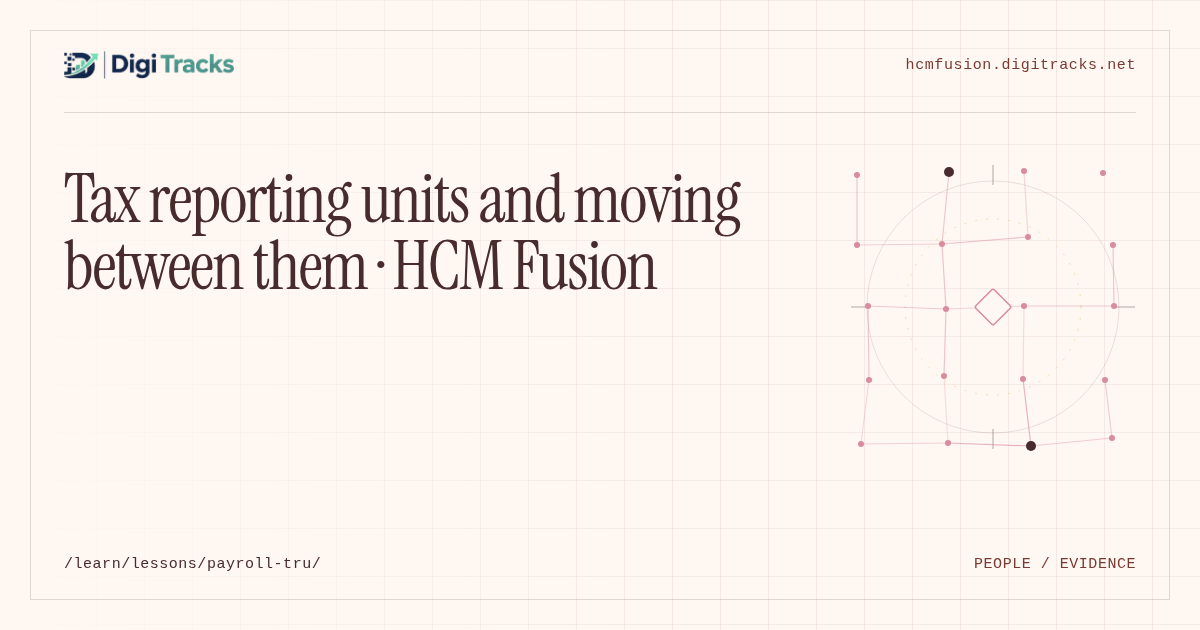 Digi Tracks
hcmfusion.digitracks.net
Tax reporting units and moving
between them · HCM Fusion
/learn/lessons/payroll-tru/
PEOPLE / EVIDENCE